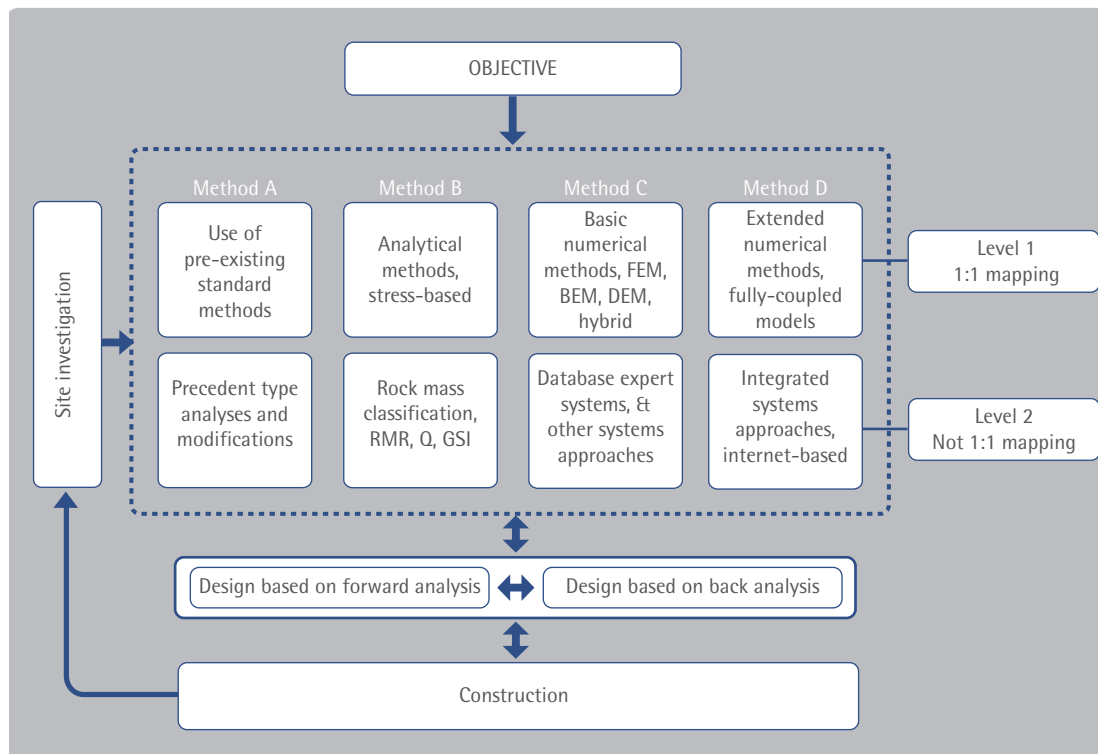 OBJECTIVE
Method A
Method B
Method C
Method D
Site investigation
Use of
pre-existing
standard
methods
Analytical
methods,
stress-based
Basic
numerical
methods, FEM,
BEM, DEM,
hybrid
Extended
numerical
methods,
fully-coupled
models
Level 1
1:1 mapping
Precedent type
analyses and
modifications
Rock mass
classification,
RMR, Q, GSI
Database expert
systems, &
other systems
approaches
Integrated
systems
approaches,
internet-based
Level 2
Not 1:1 mapping
Design based on forward analysis
Design based on back analysis
Construction